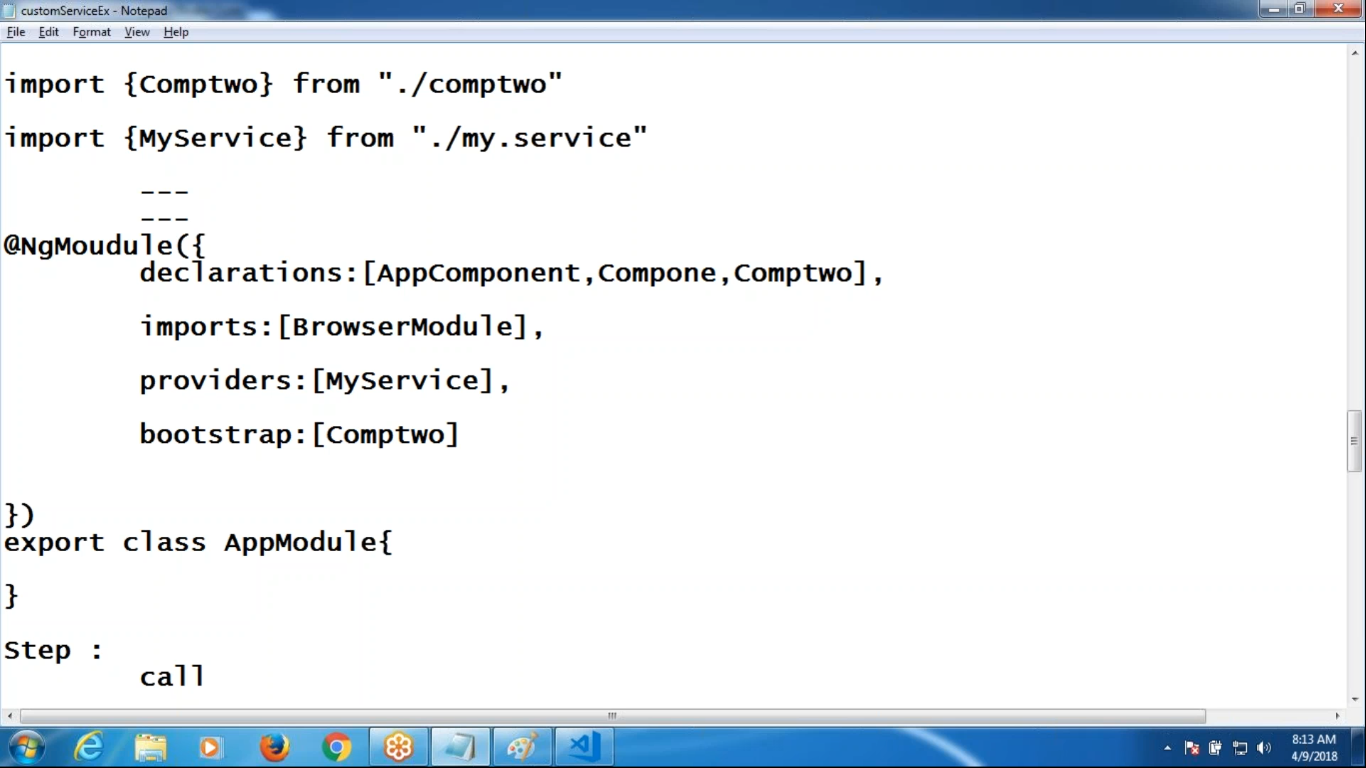 customServiceEx - Notepad
File Edit Format View Help
import {Comptwo} from "./comptwo"
import {MyService} from "./my.service"
---
---
@NgMoudule({
declarations:[AppComponent,Compone,Comptwo],
imports:[BrowserModule],
providers:[MyService],
bootstrap:[Comptwo]
})
export class AppModule{
}
Step :
call
8:13 AM
4/9/2018